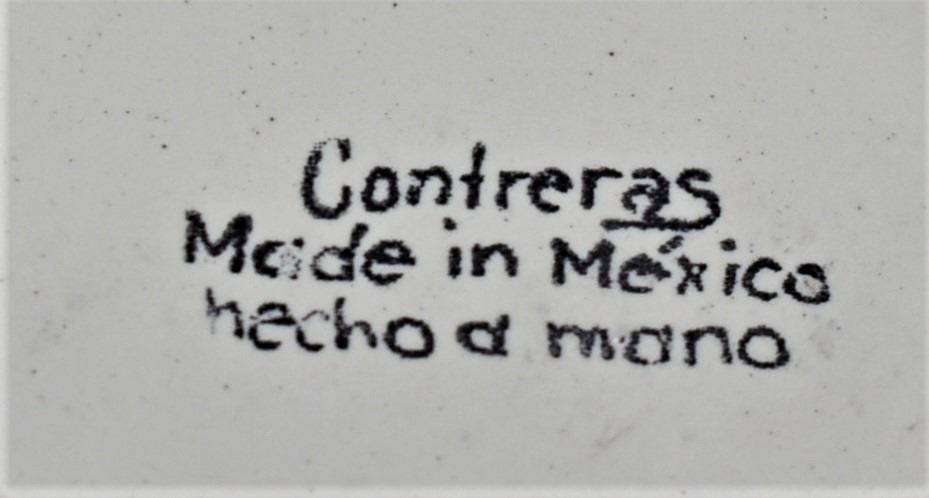 Contreras
Made in México
hecho a mano